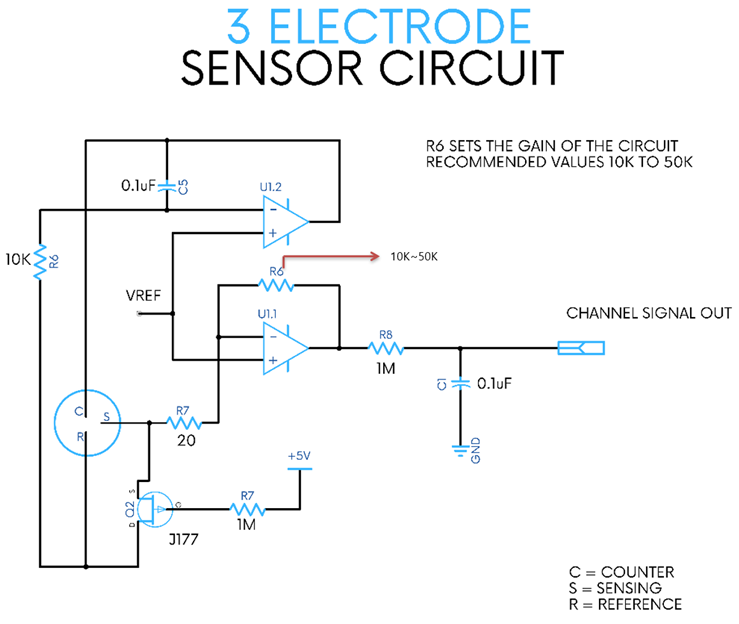 3 ELECTRODE
SENSOR CIRCUIT
R6 SETS THE GAIN OF THE CIRCUIT
RECOMMENDED VALUES 10K TO 50K
0.1uF
C5
U1.2
-
+
10K
R6
R6
10K~50K
VREF
U1.1
-
+
CHANNEL SIGNAL OUT
R8
1M
C1
0.1uF
GND
C
S
R
R7
20
+5V
S
Q2
G
D
J177
R7
1M
C = COUNTER
S = SENSING
R = REFERENCE